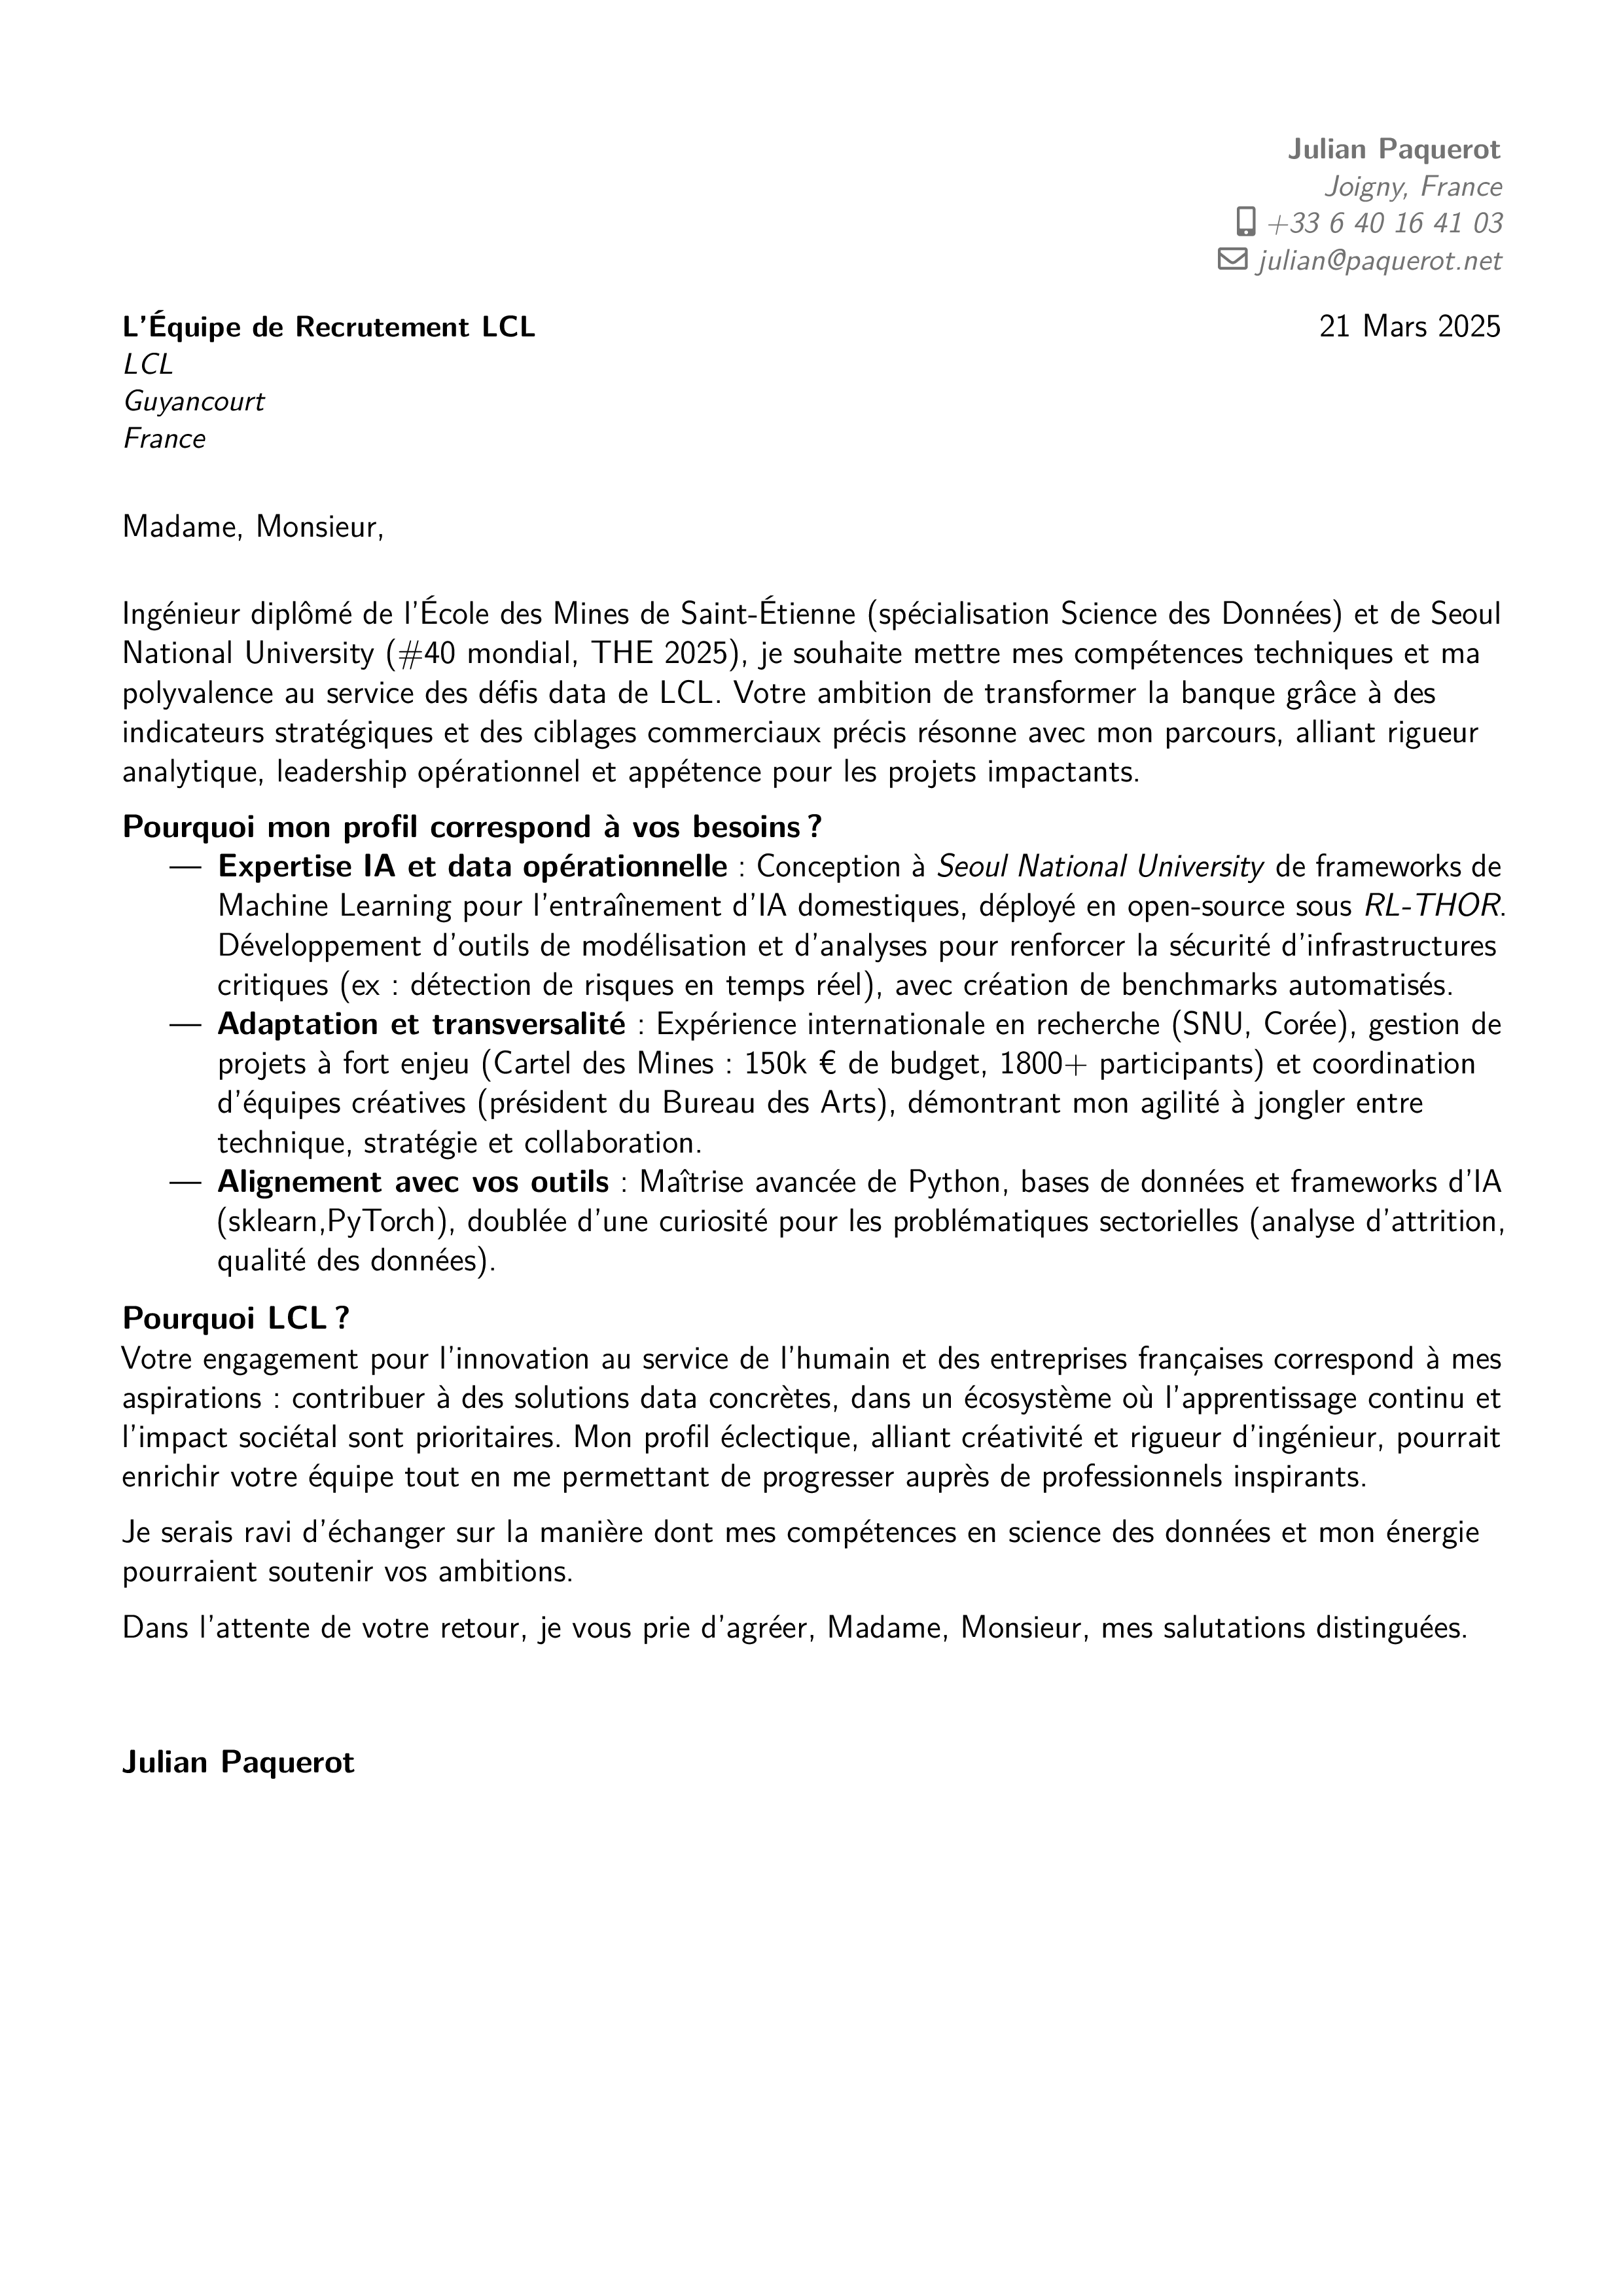 Julian Paquerot
Joigny, France
+33 6 40 16 41 03
julian@paquerot.net
L'Équipe de Recrutement LCL
21 Mars 2025
LCL
Guyancourt
France
Madame, Monsieur,
Ingénieur diplômé de l'École des Mines de Saint-Étienne (spécialisation Science des Données) et de Seoul
National University (#40 mondial, THE 2025), je souhaite mettre mes compétences techniques et ma
polyvalence au service des défis data de LCL. Votre ambition de transformer la banque grâce à des
indicateurs stratégiques et des ciblages commerciaux précis résonne avec mon parcours, alliant rigueur
analytique, leadership opérationnel et appétence pour les projets impactants.
Pourquoi mon profil correspond à vos besoins ?
— Expertise IA et data opérationnelle : Conception à Seoul National University de frameworks de
Machine Learning pour l'entraînement d'IA domestiques, déployé en open-source sous RL-THOR.
Développement d'outils de modélisation et d'analyses pour renforcer la sécurité d'infrastructures
critiques (ex : détection de risques en temps réel), avec création de benchmarks automatisés.
— Adaptation et transversalité : Expérience internationale en recherche (SNU, Corée), gestion de
projets à fort enjeu (Cartel des Mines : 150k € de budget, 1800+ participants) et coordination
d'équipes créatives (président du Bureau des Arts), démontrant mon agilité à jongler entre
technique, stratégie et collaboration.
— Alignement avec vos outils : Maîtrise avancée de Python, bases de données et frameworks d'IA
(sklearn,PyTorch), doublée d'une curiosité pour les problématiques sectorielles (analyse d'attrition,
qualité des données).
Pourquoi LCL ?
Votre engagement pour l'innovation au service de l'humain et des entreprises françaises correspond à mes
aspirations : contribuer à des solutions data concrètes, dans un écosystème où l'apprentissage continu et
l'impact sociétal sont prioritaires. Mon profil éclectique, alliant créativité et rigueur d'ingénieur, pourrait
enrichir votre équipe tout en me permettant de progresser auprès de professionnels inspirants.
Je serais ravi d'échanger sur la manière dont mes compétences en science des données et mon énergie
pourraient soutenir vos ambitions.
Dans l'attente de votre retour, je vous prie d'agréer, Madame, Monsieur, mes salutations distinguées.
Julian Paquerot